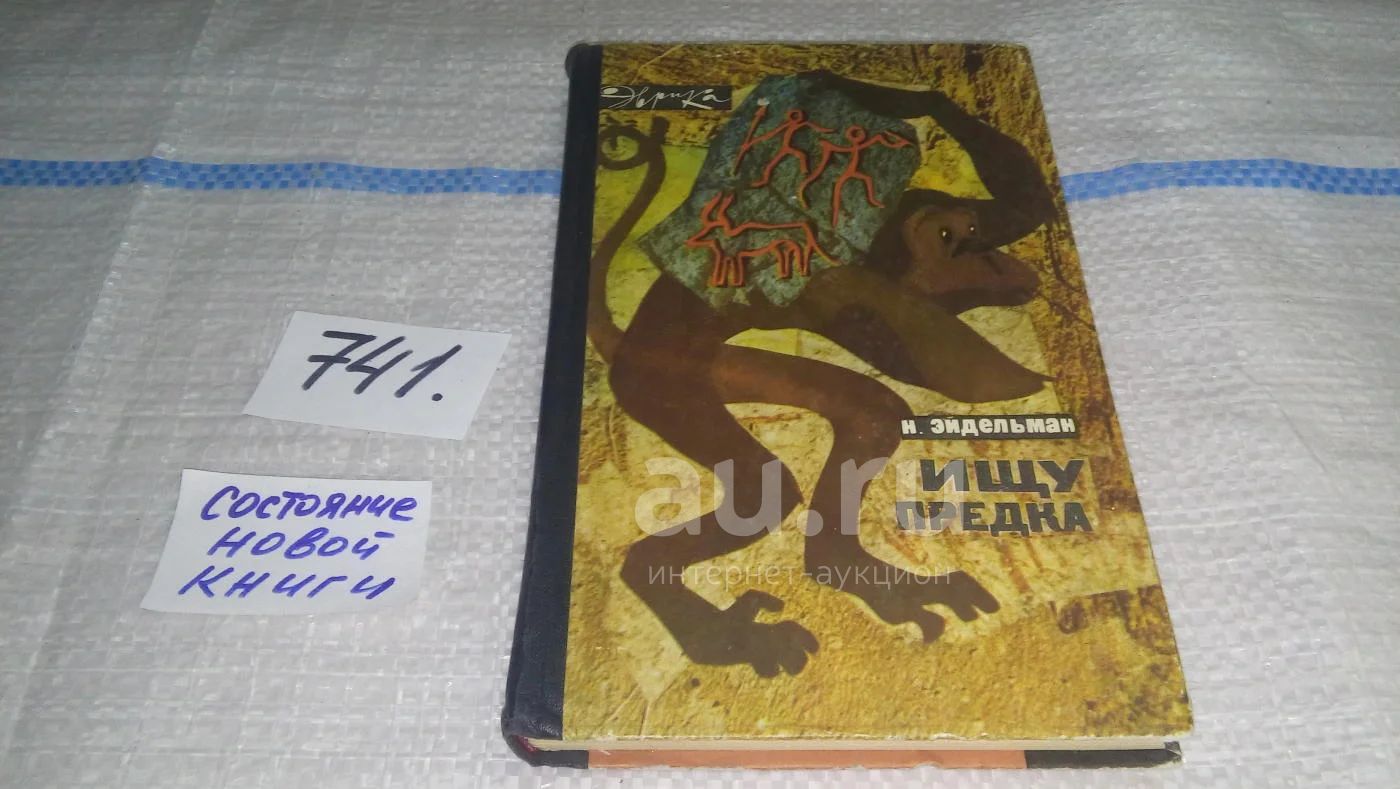 Эврика
741.
состояние
новой
книги
н. эйдельман
ищу
предка
au.ru
интернет-аукцион